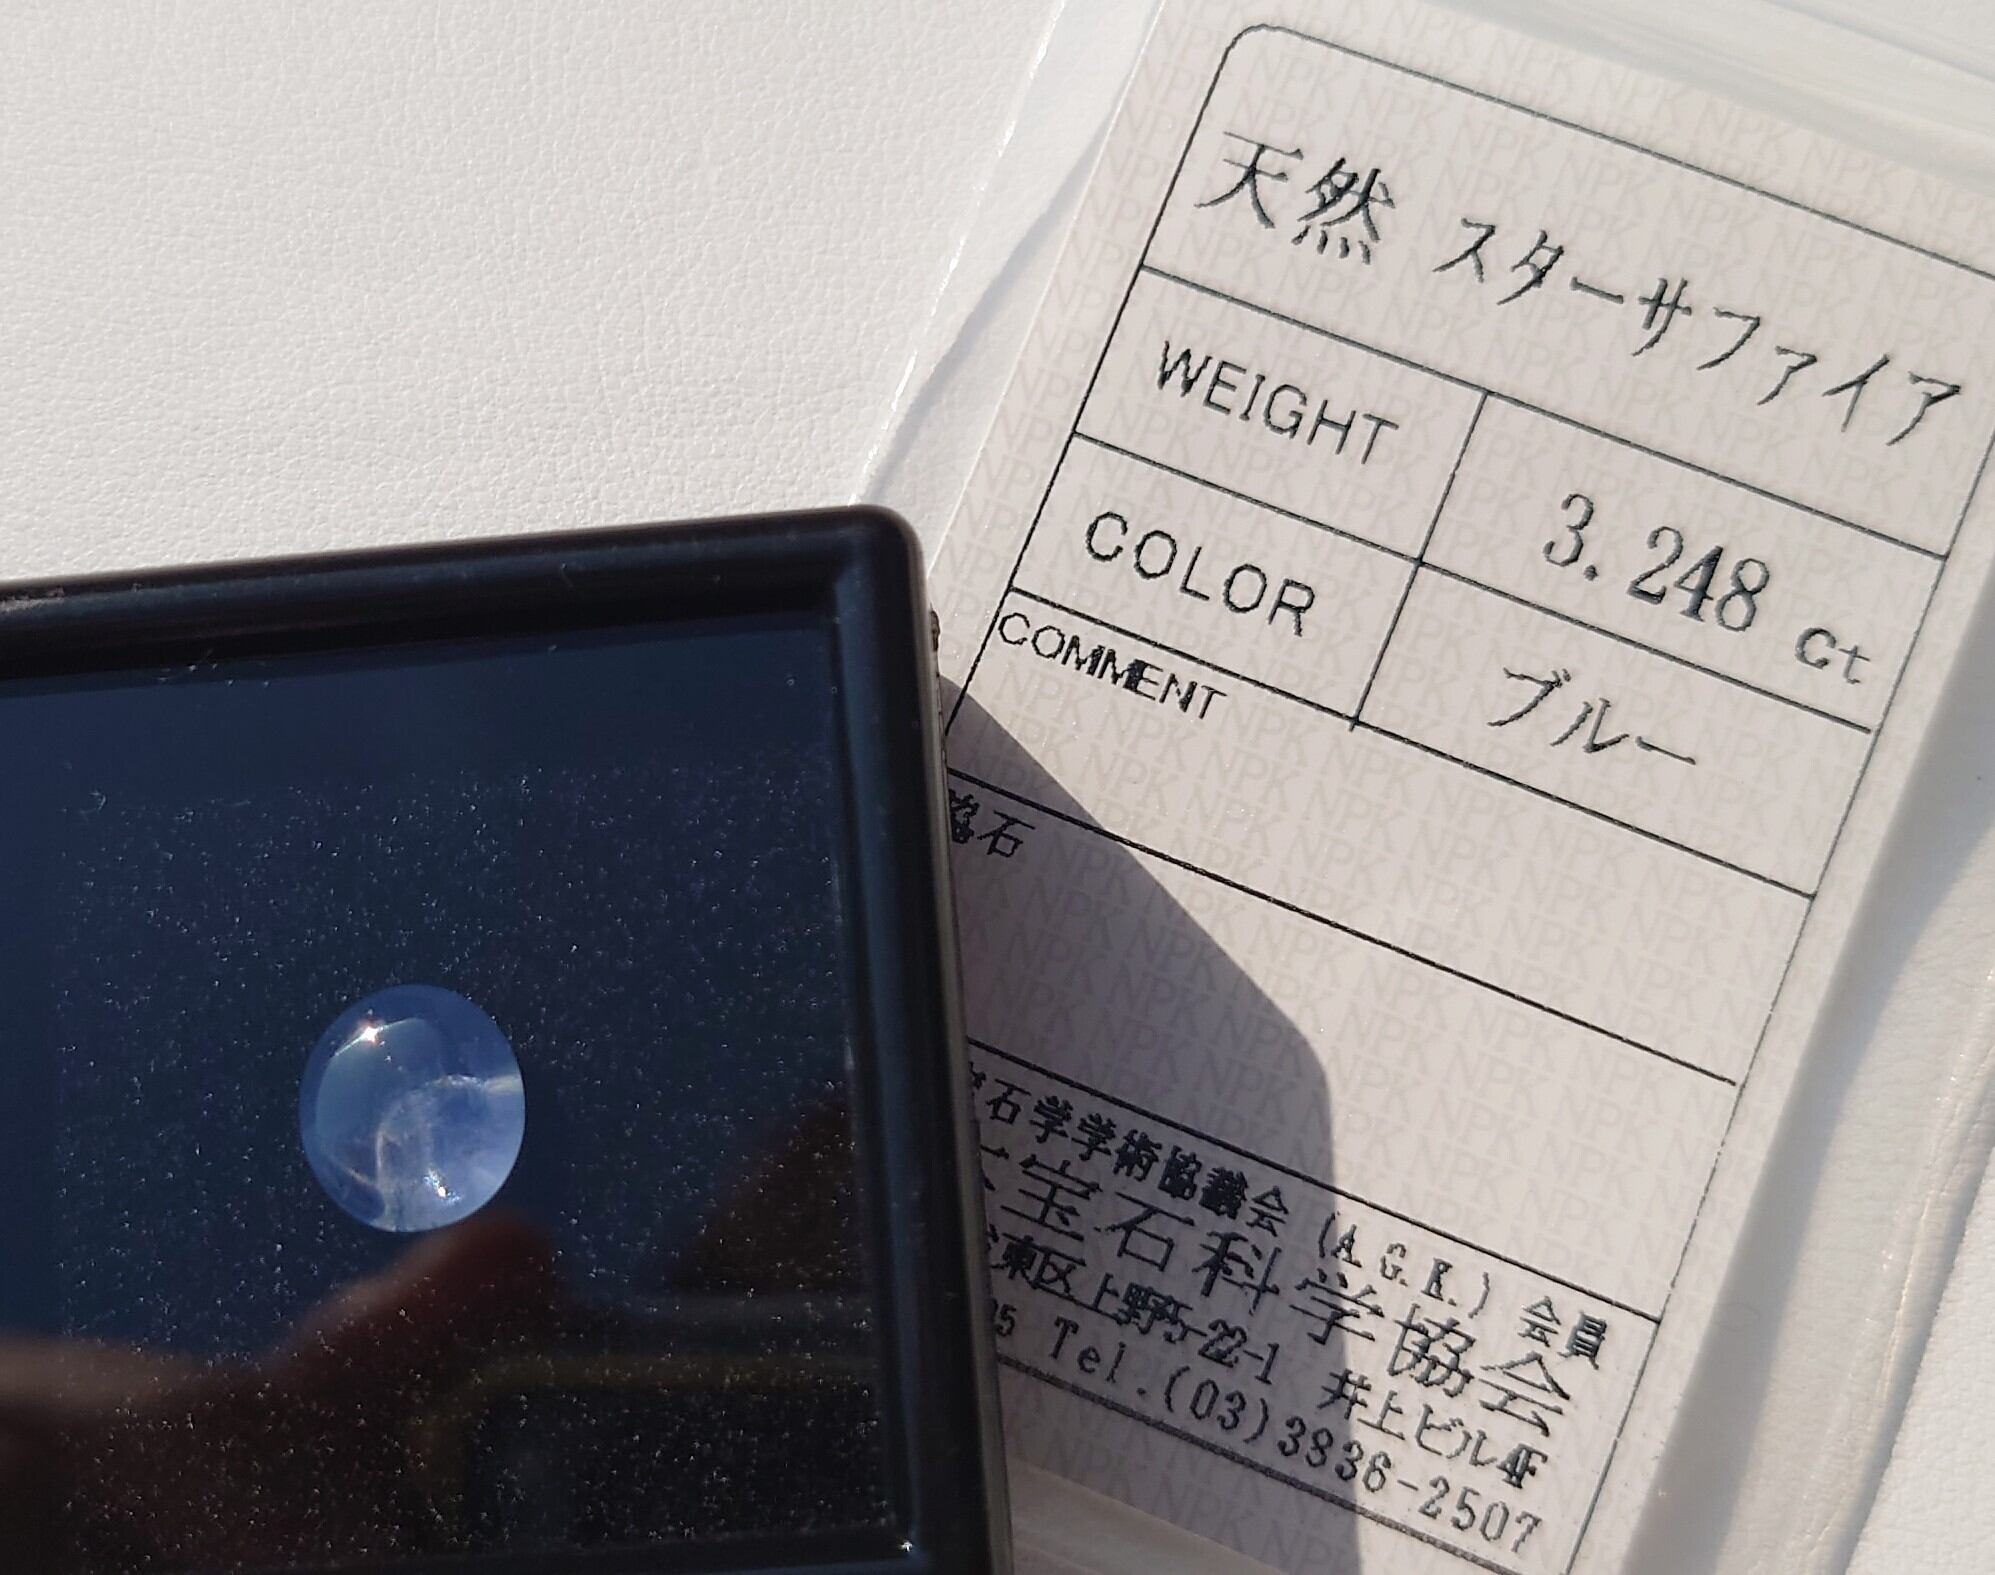 天然 スターサファイア
WEIGHT 3.248 ct
COLOR ブルー
COMMENT
石
石学学術協議会 (A.G.K.) 会員
宝石科学協会
東区上野5-22-1 井上ビル4F
5 Tel.(03)3836-2507